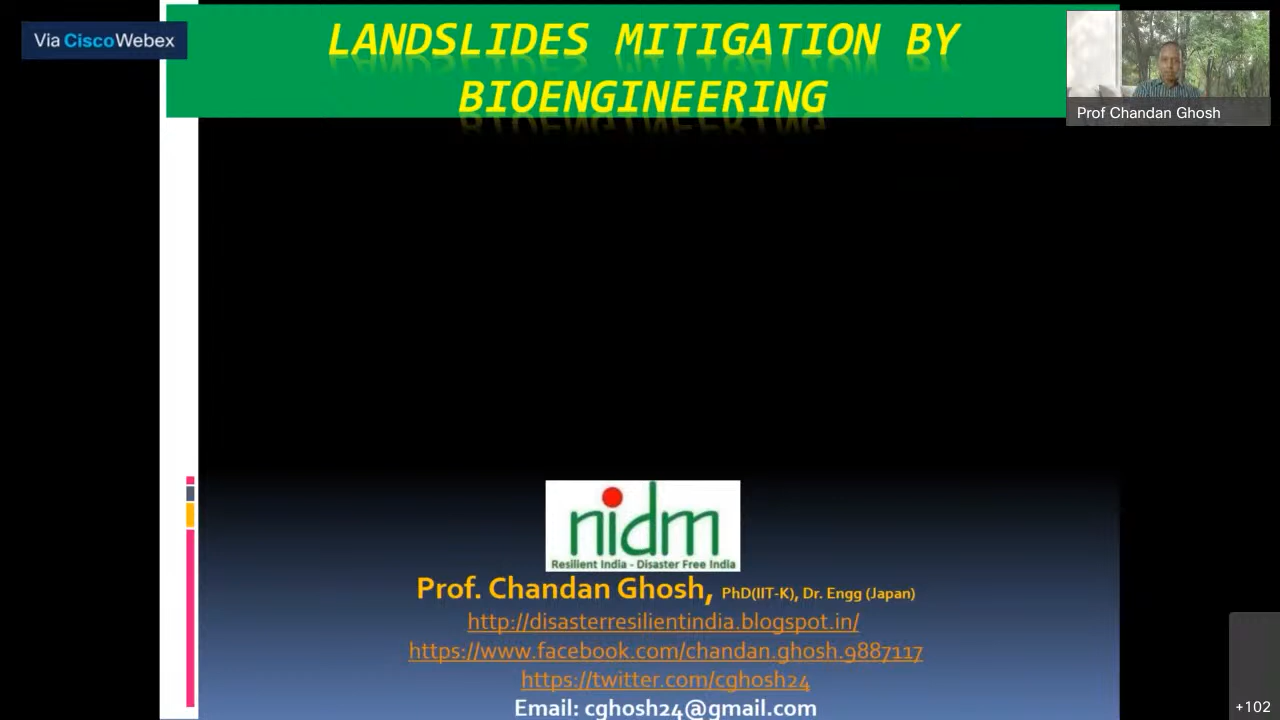 Via CiscoWebex
LANDSLIDES MITIGATION BY
BIOENGINEERING
Prof Chandan Ghosh
nidm
Resilient India - Disaster Free India
Prof. Chandan Ghosh, PhD(IIT-K), Dr. Engg (Japan)
http://disasterresilientindia.blogspot.in/
https://www.facebook.com/chandan.ghosh.9887117
https://twitter.com/cghosh24
Email: cghosh24@gmail.com
+102